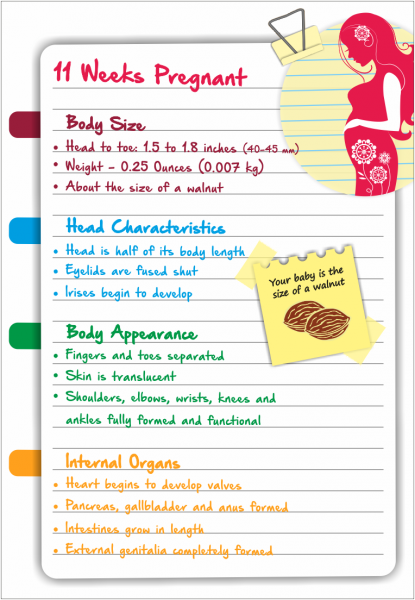 11 Weeks Pregnant
Body Size
• Head to toe: 1.5 to 1.8 inches (40-45 mm)
• Weight - 0.25 Ounces (0.007 kg)
• About the size of a walnut
Head Characteristics
• Head is half of its body length
• Eyelids are fused shut
• Irises begin to develop
Your baby is the
size of a walnut
Body Appearance
• Fingers and toes separated
• Skin is translucent
• Shoulders, elbows, wrists, knees and
ankles fully formed and functional
Internal Organs
• Heart begins to develop valves
• Pancreas, gallbladder and anus formed
• Intestines grow in length
• External genitalia completely formed